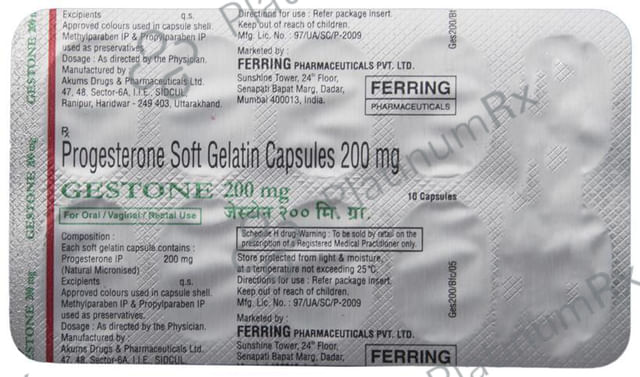 Excipients q.s.
Approved colours used in capsule shell.
Methylparaben IP & Propylparaben IP
used as preservatives.
Dosage : As directed by the Physician.
Manufactured by :
Akums Drugs & Pharmaceuticals Ltd.
47, 48, Sector-6A, I.I.E., SIDCUL,
Ranipur, Haridwar- 249 403, Uttarakhand.
Directions for use : Refer package insert.
Keep out of reach of children.
Mfg. Lic. No. : 97/UA/SC/P-2009
Marketed by :
FERRING PHARMACEUTICALS PVT. LTD.
Sunshine Tower, 24th Floor,
Senapati Bapat Marg, Dadar,
Mumbai 400013, India.
FERRING
PHARMACEUTICALS
Rx
Progesterone Soft Gelatin Capsules 200 mg
GESTONE 200 mg
10 Capsules
For Oral / Vaginal / Rectal Use
जेस्टोन २०० मि. ग्रा.
Composition :
Each soft gelatin capsule contains :
Progesterone IP 200 mg
(Natural Micronised)
Excipients q.s.
Approved colours used in capsule shell.
Methylparaben IP & Propylparaben IP
used as preservatives.
Dosage : As directed by the Physician.
Manufactured by :
Akums Drugs & Pharmaceuticals Ltd.
47, 48, Sector-6A, I.I.E., SIDCUL,
Schedule H drug-Warning : To be sold by retail on the
prescription of a Registered Medical Practitioner only.
Store protected from light & moisture,
at a temperature not exceeding 25°C.
Directions for use : Refer package insert.
Keep out of reach of children.
Mfg. Lic. No. : 97/UA/SC/P-2009
Marketed by :
FERRING PHARMACEUTICALS PVT. LTD.
Sunshine Tower, 24th Floor,
Senapati Bapat Marg, Dadar,
FERRING
GESTONE 200 mg
GESTONE 200 mg
GESTONE 200
Ges200/Bltc/05
PlatinumRx
PlatinumRx